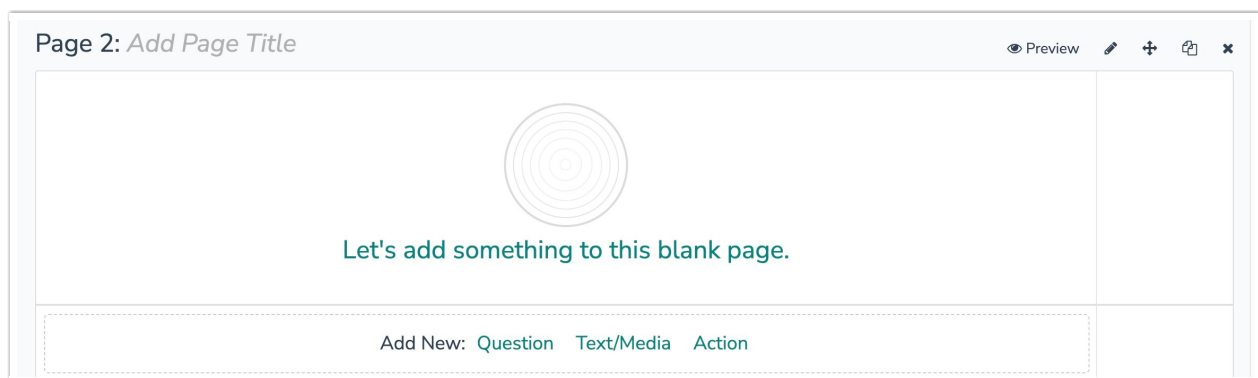 Page 2: Add Page Title
Preview
Let's add something to this blank page.
Add New: Question Text/Media Action